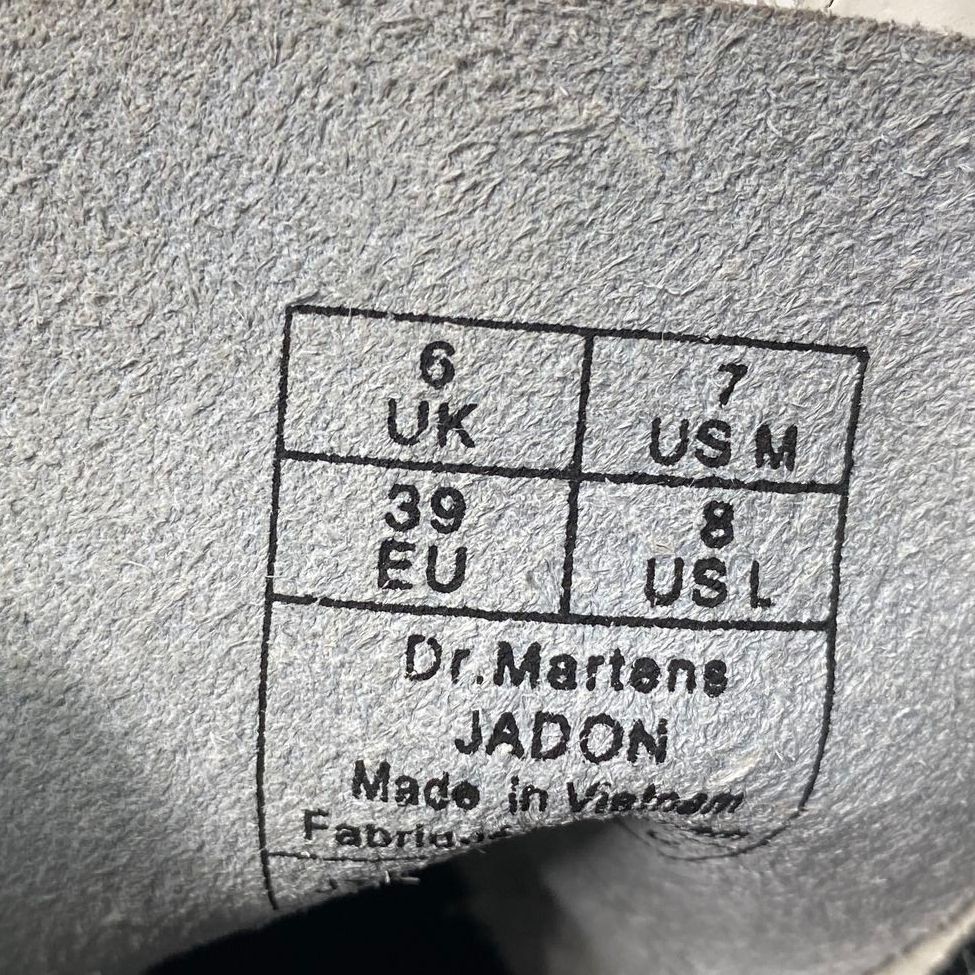 6
UK
7
US M
39
EU
8
US L
Dr.Martens
JADON
Made in Vietnam